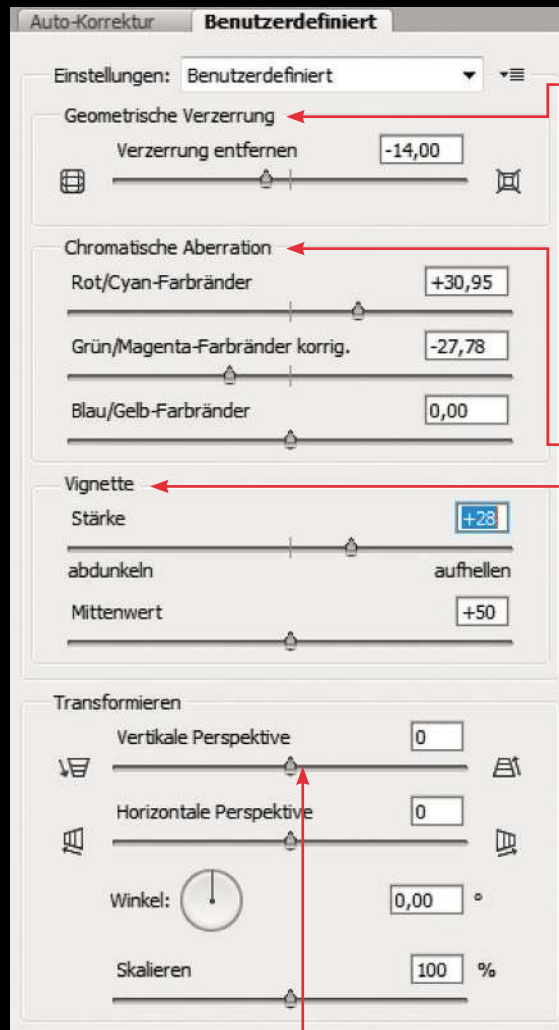 Auto-Korrektur Benutzerdefiniert
Einstellungen: Benutzerdefiniert
Geometrische Verzerrung
Verzerrung entfernen -14,00
Chromatische Aberration
Rot/Cyan-Farbränder +30,95
Grün/Magenta-Farbränder korrig. -27,78
Blau/Gelb-Farbränder 0,00
Vignette
Stärke +28
abdunkeln aufhellen
Mittenwert +50
Transformieren
Vertikale Perspektive 0
Horizontale Perspektive 0
Winkel: 0,00 °
Skalieren 100 %